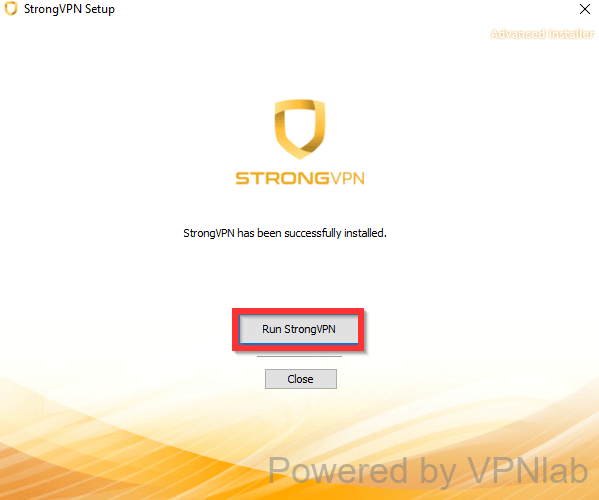 StrongVPN Setup
Advanced Installer
STRONGVPN
StrongVPN has been successfully installed.
Run StrongVPN
Close
Powered by VPNlab